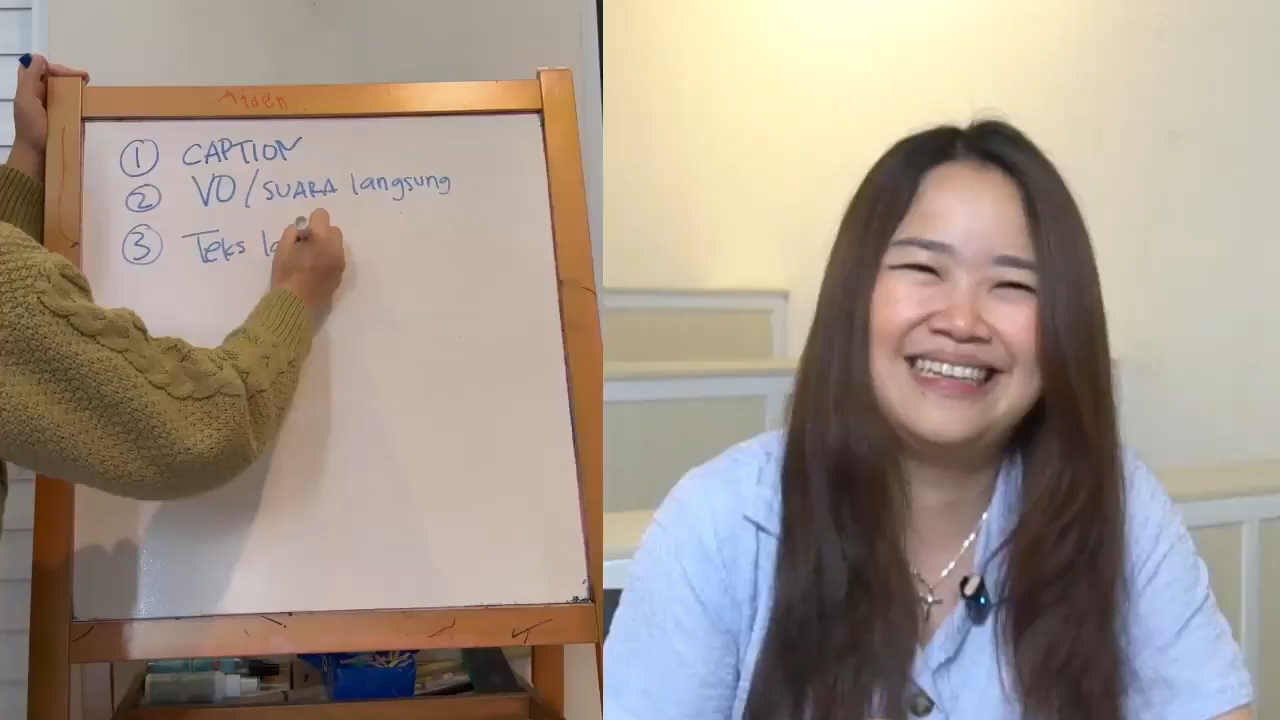 Aiden
① CAPTION
② VO/SUARA langsung
③ Teks